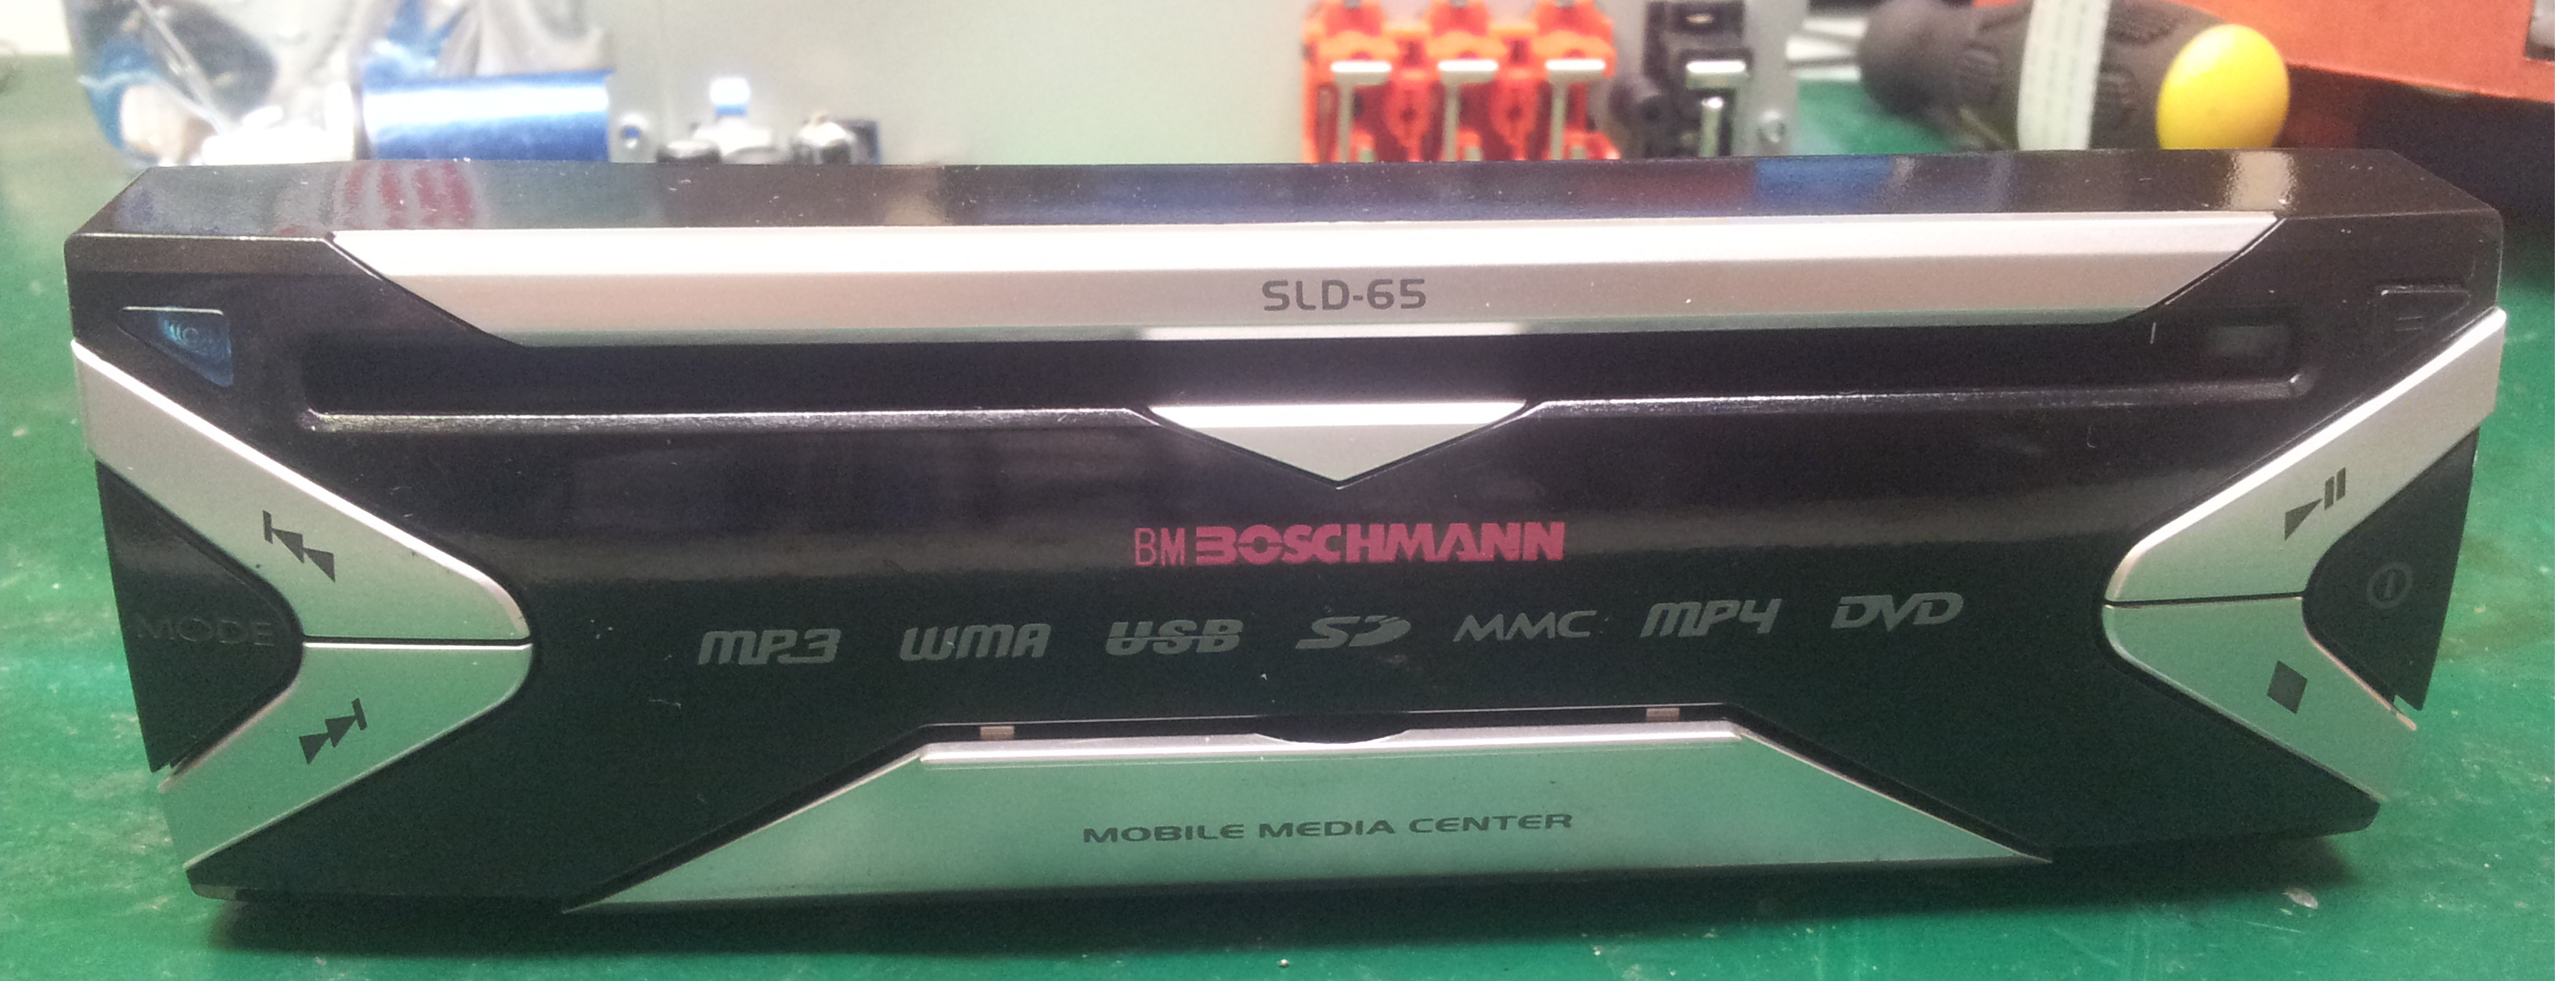 SLD-65
BM BOSCHMANN
MODE
MP3 WMA USB SD MMC MP4 DVD
MOBILE MEDIA CENTER